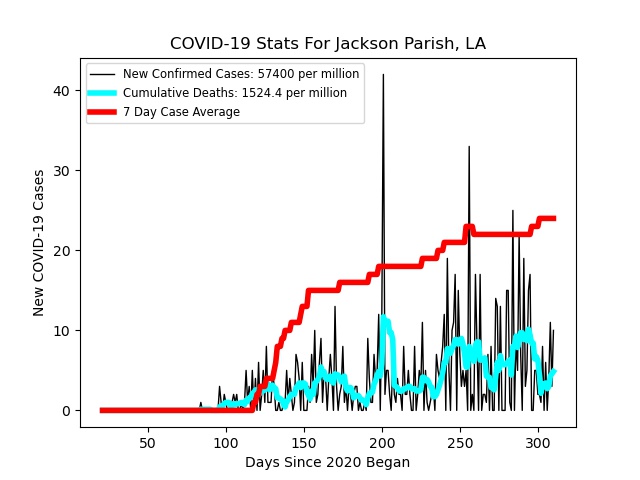 COVID-19 Stats For Jackson Parish, LA
New Confirmed Cases: 57400 per million
Cumulative Deaths: 1524.4 per million
7 Day Case Average
New COVID-19 Cases
40
30
20
10
0
50 100 150 200 250 300
Days Since 2020 Began